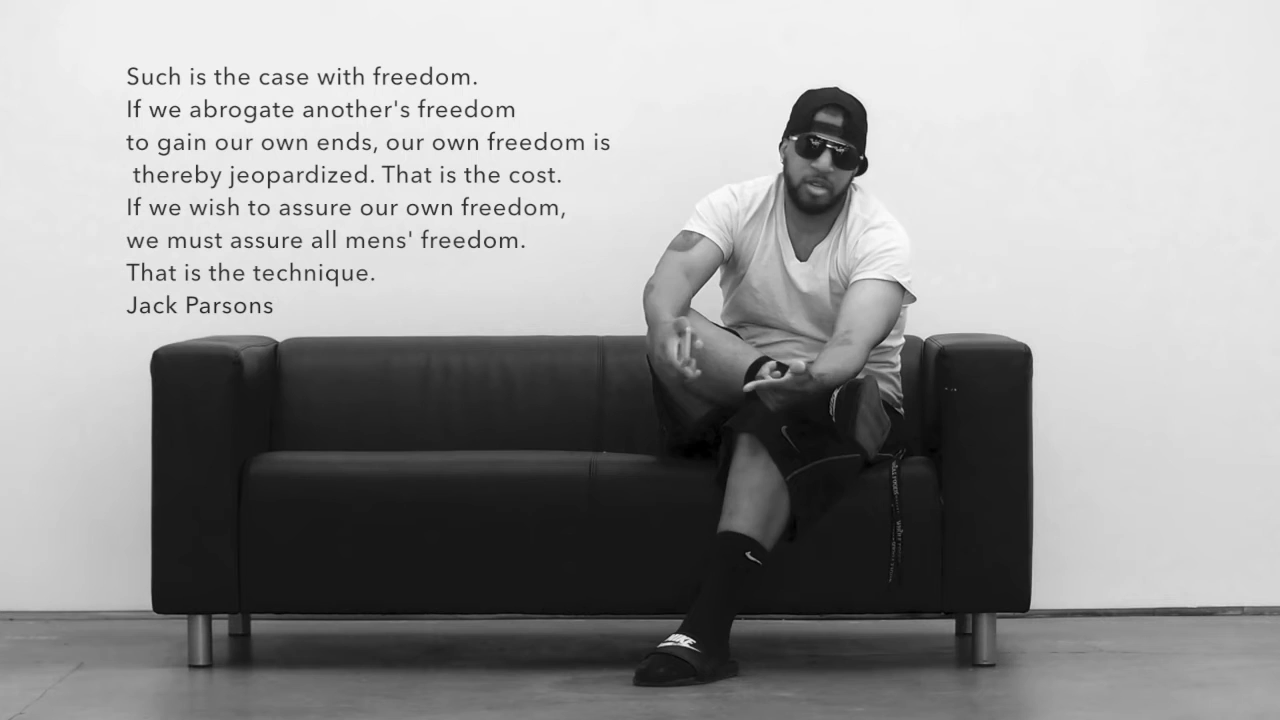 Such is the case with freedom.
If we abrogate another's freedom
to gain our own ends, our own freedom is
thereby jeopardized. That is the cost.
If we wish to assure our own freedom,
we must assure all mens' freedom.
That is the technique.
Jack Parsons
NIKE